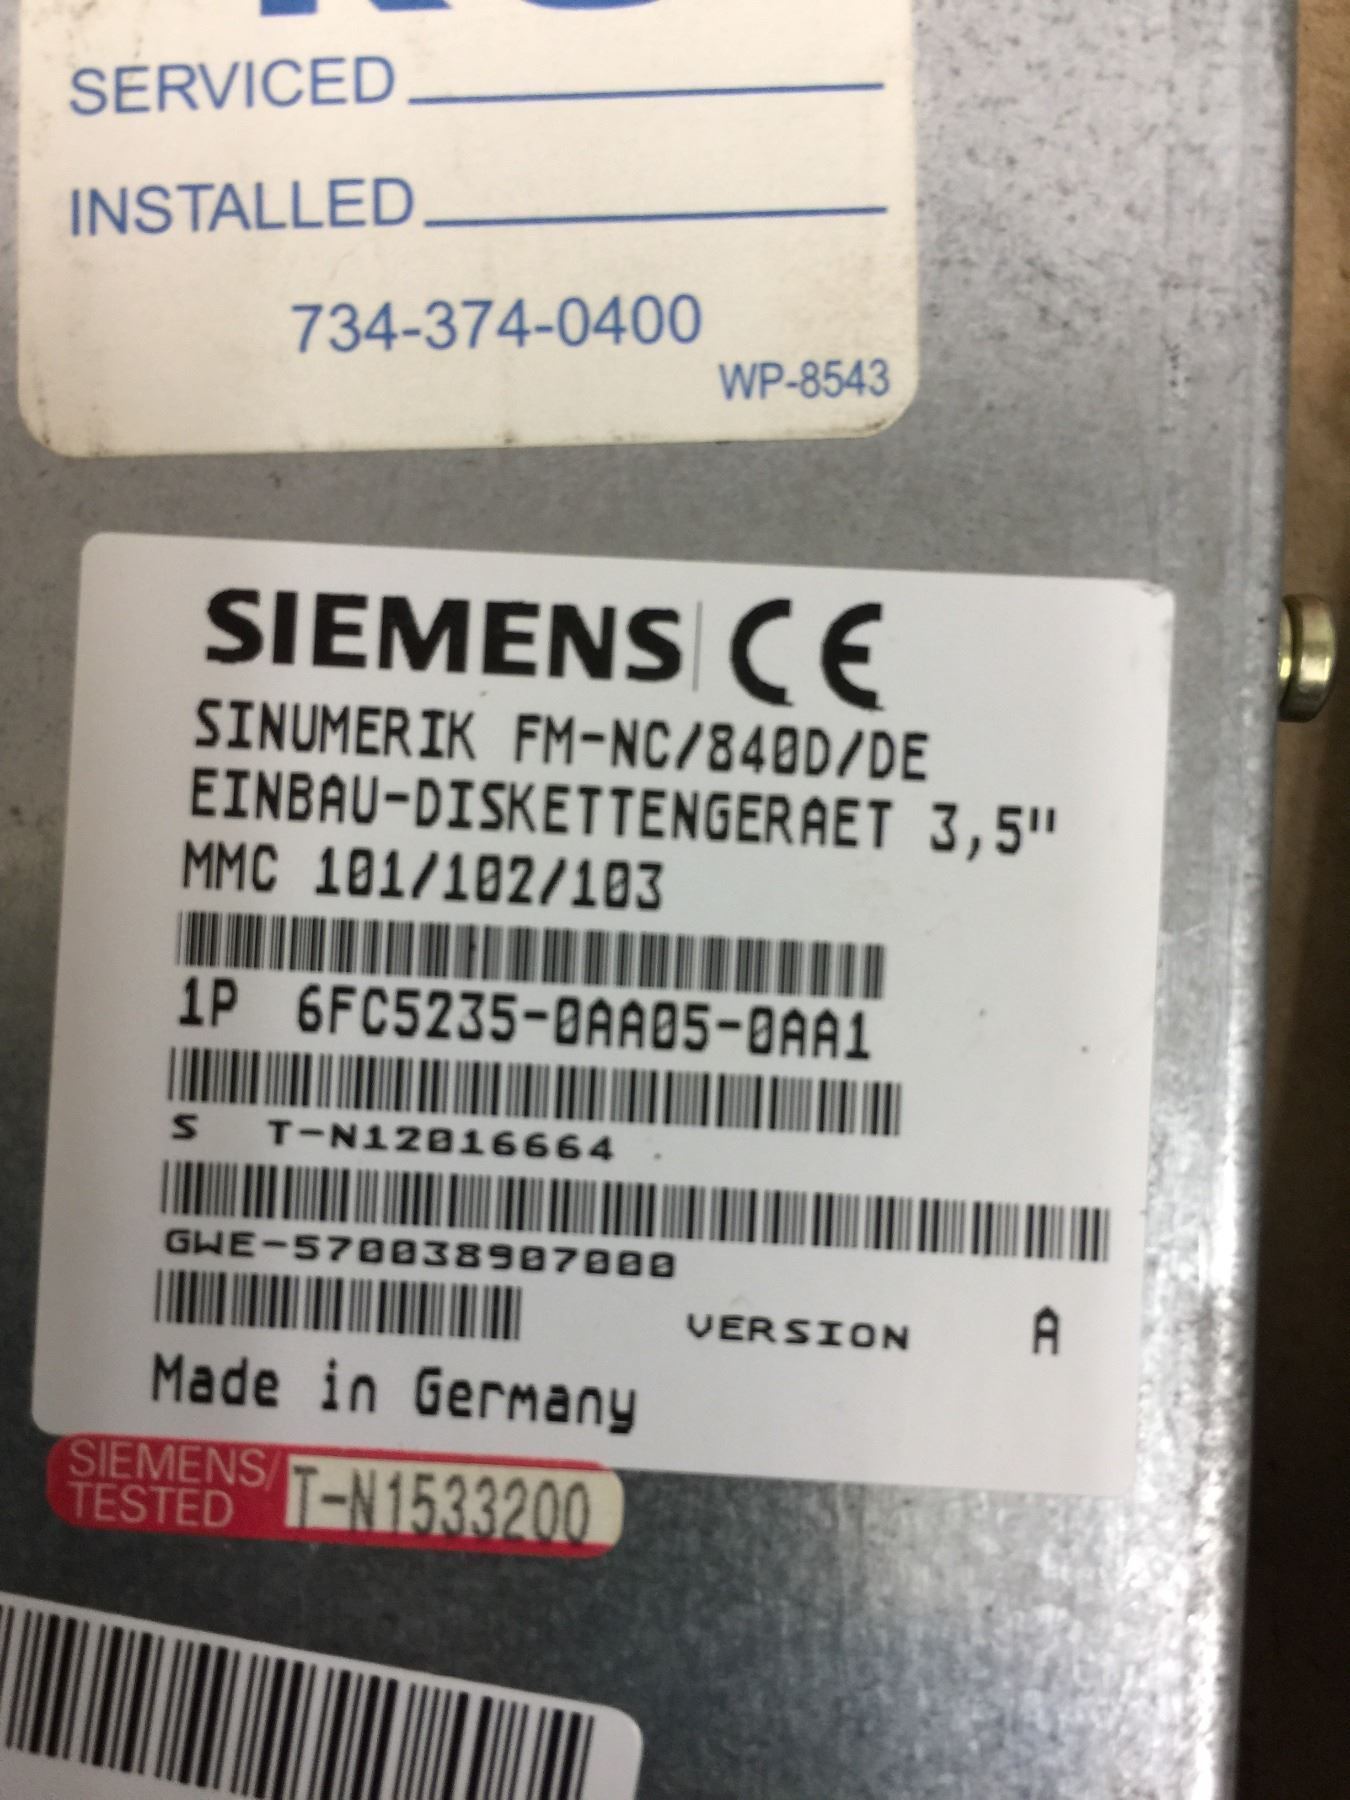 SERVICED
INSTALLED
734-374-0400
WP-8543
SIEMENS CE
SINUMERIK FM-NC/840D/DE
EINBAU-DISKETTENGERAET 3,5"
MMC 101/102/103
1P 6FC5235-0AA05-0AA1
S T-N12016664
GWE-570038907000
VERSION A
Made in Germany
SIEMENS/
TESTED
T-N1533200